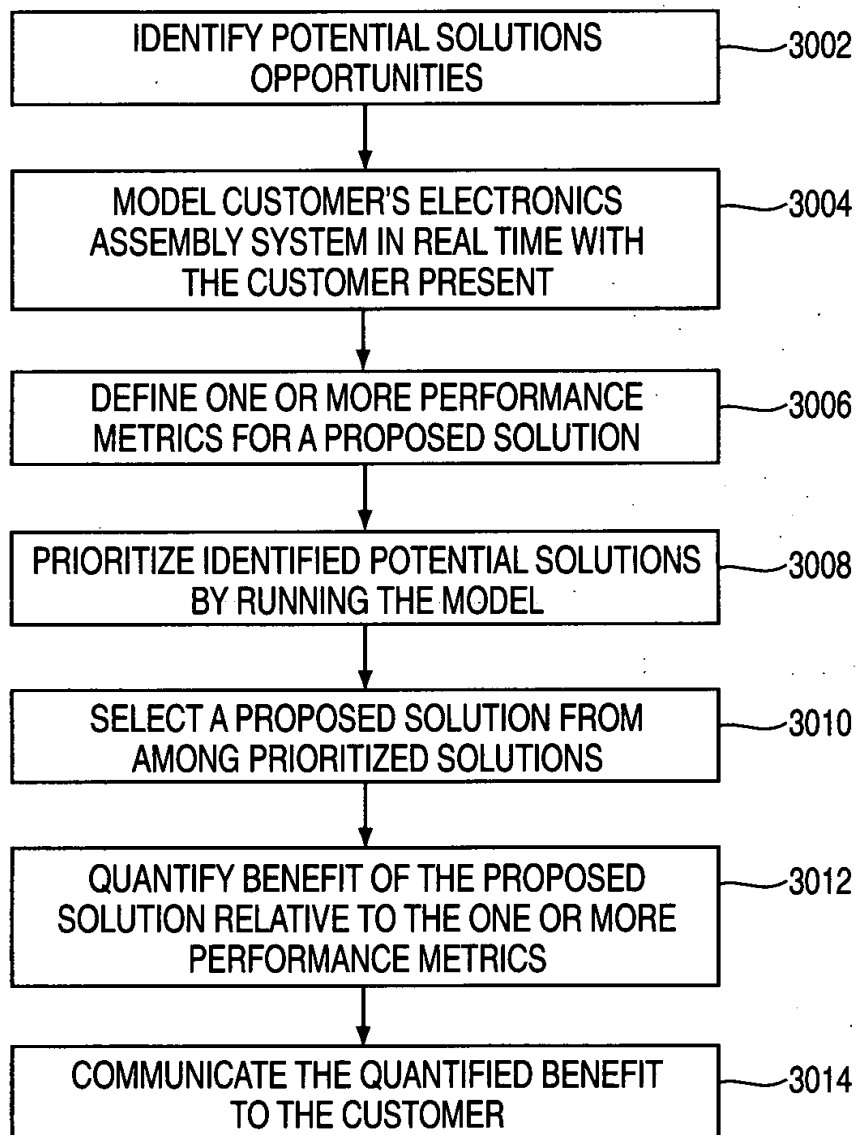 IDENTIFY POTENTIAL SOLUTIONS
OPPORTUNITIES
3002
MODEL CUSTOMER'S ELECTRONICS
ASSEMBLY SYSTEM IN REAL TIME WITH
THE CUSTOMER PRESENT
3004
DEFINE ONE OR MORE PERFORMANCE
METRICS FOR A PROPOSED SOLUTION
3006
PRIORITIZE IDENTIFIED POTENTIAL SOLUTIONS
BY RUNNING THE MODEL
3008
SELECT A PROPOSED SOLUTION FROM
AMONG PRIORITIZED SOLUTIONS
3010
QUANTIFY BENEFIT OF THE PROPOSED
SOLUTION RELATIVE TO THE ONE OR MORE
PERFORMANCE METRICS
3012
COMMUNICATE THE QUANTIFIED BENEFIT
TO THE CUSTOMER
3014